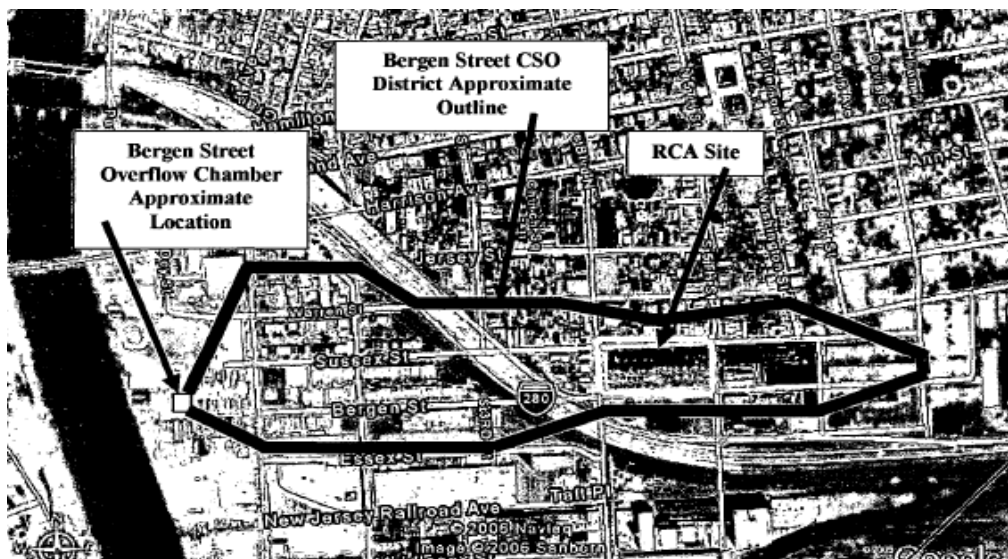 Bergen Street CSO
District Approximate
Outline
Bergen Street
Overflow Chamber
Approximate
Location
RCA Site
Hamilton
Harrison Ave
Jersey St
Ann St
Warren St
Sussex St
Bergen St
280
Essex St
Taft Pl
New Jersey Railroad Ave
© 2006 Navteq
Image © 2006 Sanborn